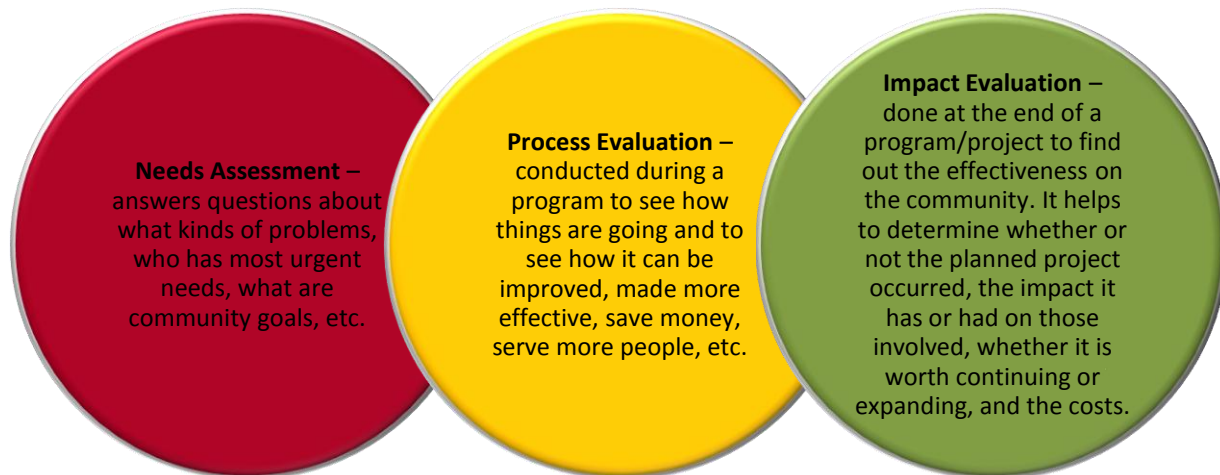 Needs Assessment –
answers questions about
what kinds of problems,
who has most urgent
needs, what are
community goals, etc.
Process Evaluation –
conducted during a
program to see how
things are going and to
see how it can be
improved, made more
effective, save money,
serve more people, etc.
Impact Evaluation –
done at the end of a
program/project to find
out the effectiveness on
the community. It helps
to determine whether or
not the planned project
occurred, the impact it
has or had on those
involved, whether it is
worth continuing or
expanding, and the costs.